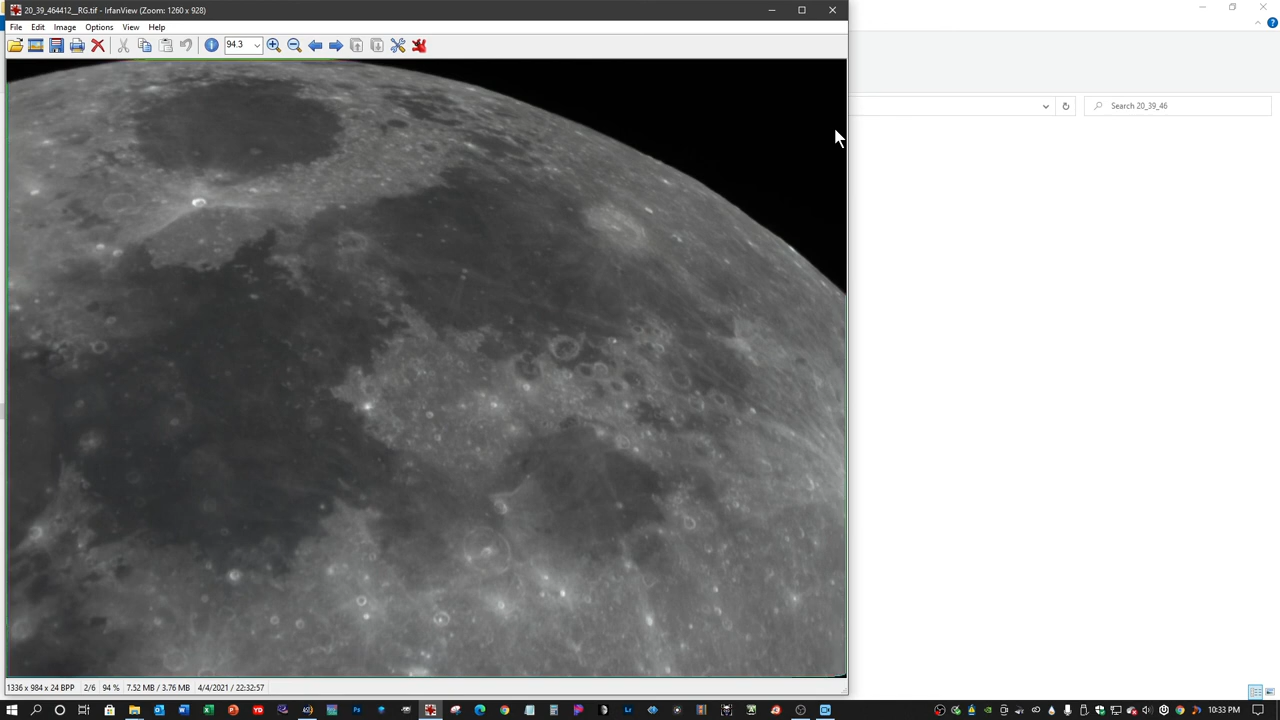 20_39_464412__RG.tif - IrfanView (Zoom: 1260 x 928)
File Edit Image Options View Help
94.3
Search 20_39_46
1336 x 984 x 24 BPP 2/6 94 % 7.52 MB / 3.76 MB 4/4/2021 / 22:32:57
10:33 PM